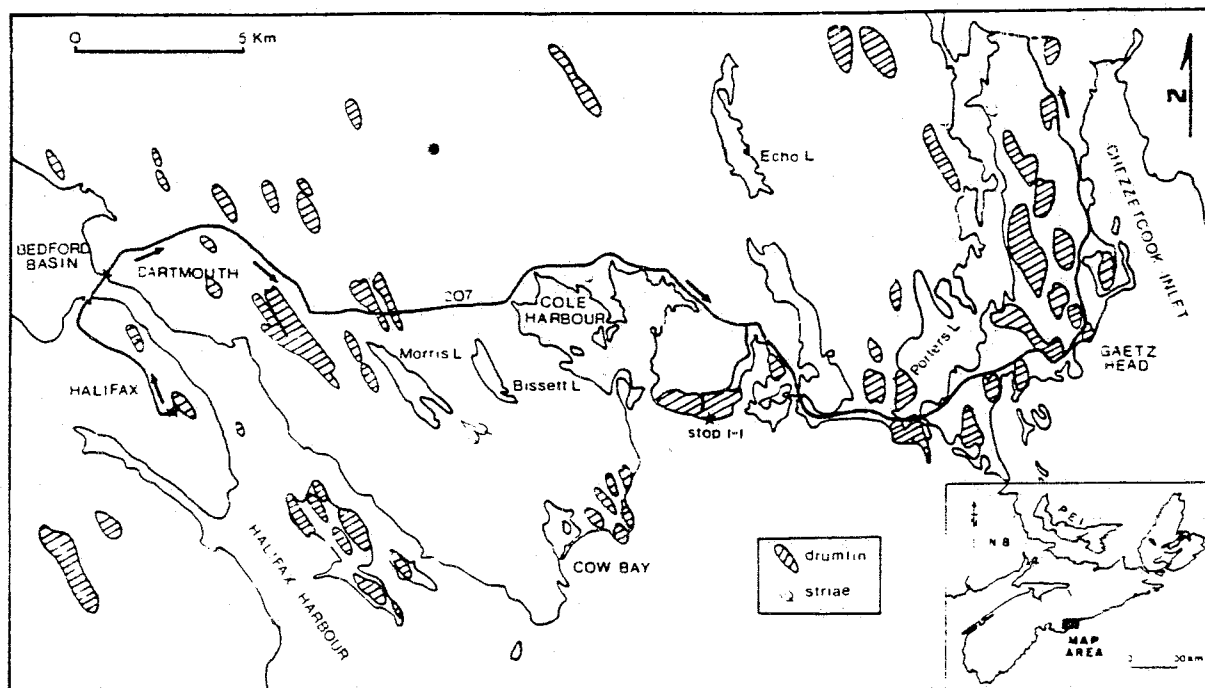 0 5 Km
N
Echo L
CHEZZETCOOK INLET
BEDFORD
BASIN
DARTMOUTH
207
COLE
HARBOUR
Porters L
Morris L
Bissett L
GAETZ
HEAD
HALIFAX
stop 1-1
HALIFAX HARBOUR
COW BAY
drumlin
striae
PEI
N B
MAP
AREA